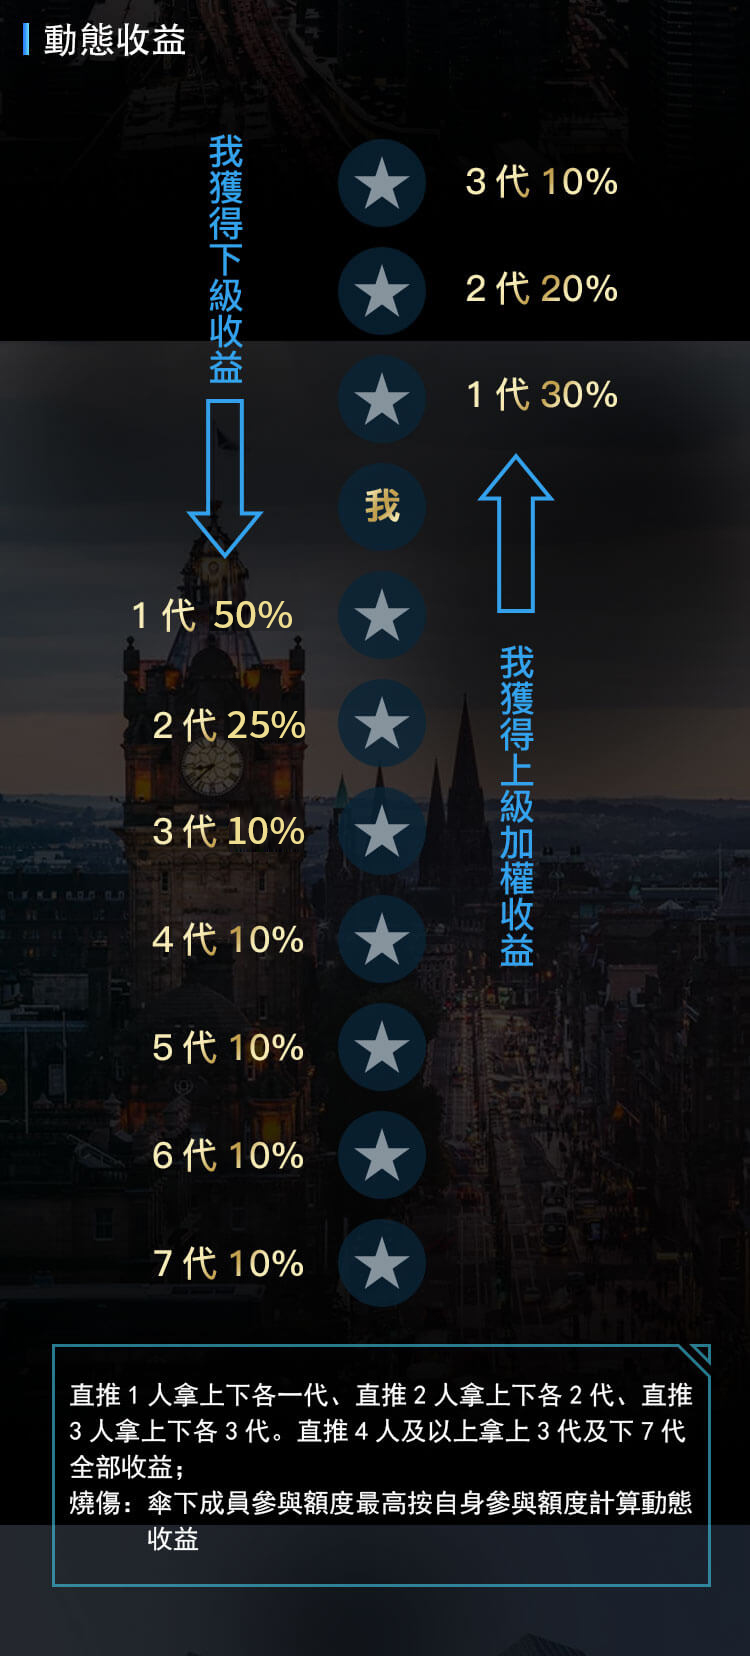 動態收益
我獲得下級收益
3代 10%
2代 20%
1代 30%
我
1代 50%
2代 25%
3代 10%
4代 10%
5代 10%
6代 10%
7代 10%
我獲得上級加權收益
直推1人拿上下各一代、直推2人拿上下各2代、直推
3人拿上下各3代。直推4人及以上拿上3代及下7代
全部收益；
燒傷：傘下成員參與額度最高按自身參與額度計算動態
收益